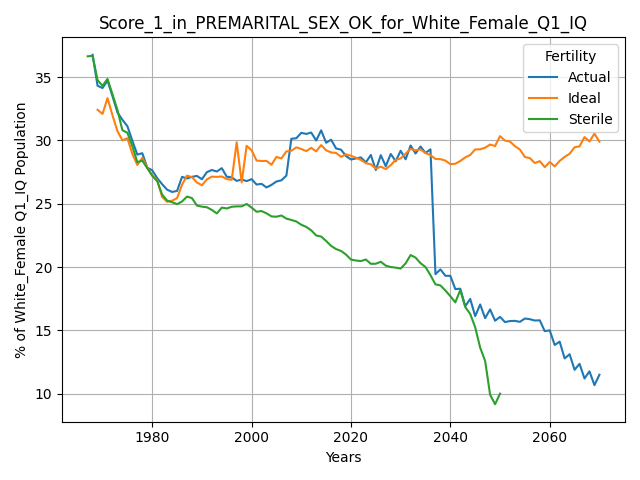 Score_1_in_PREMARITAL_SEX_OK_for_White_Female_Q1_IQ
% of White_Female Q1_IQ Population
35
30
25
20
15
10
Fertility
Actual
Ideal
Sterile
1980
2000
2020
2040
2060
Years